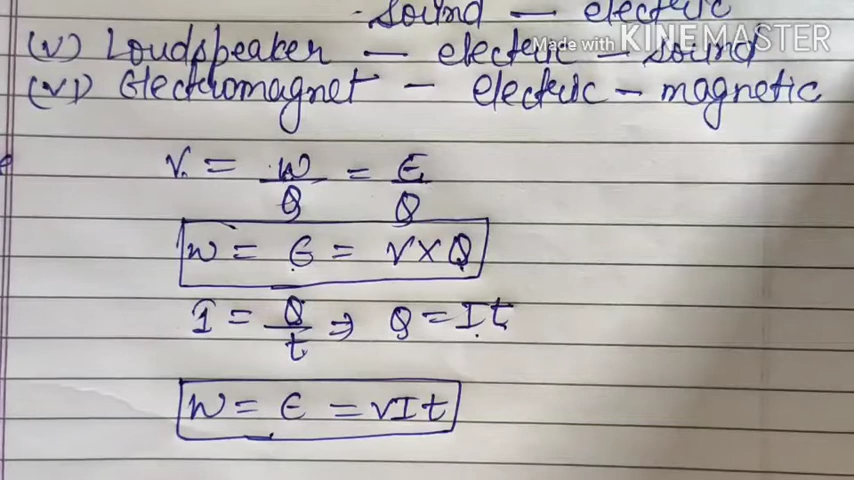 - sound — electric
Made with KINEMASTER
(v) Loudspeaker — electric – sound
(vi) Electromagnet – electric – magnetic
V = W/Q = E/Q
W = E = V×Q
I = Q/t ⇒ Q = It
W = E = VIt